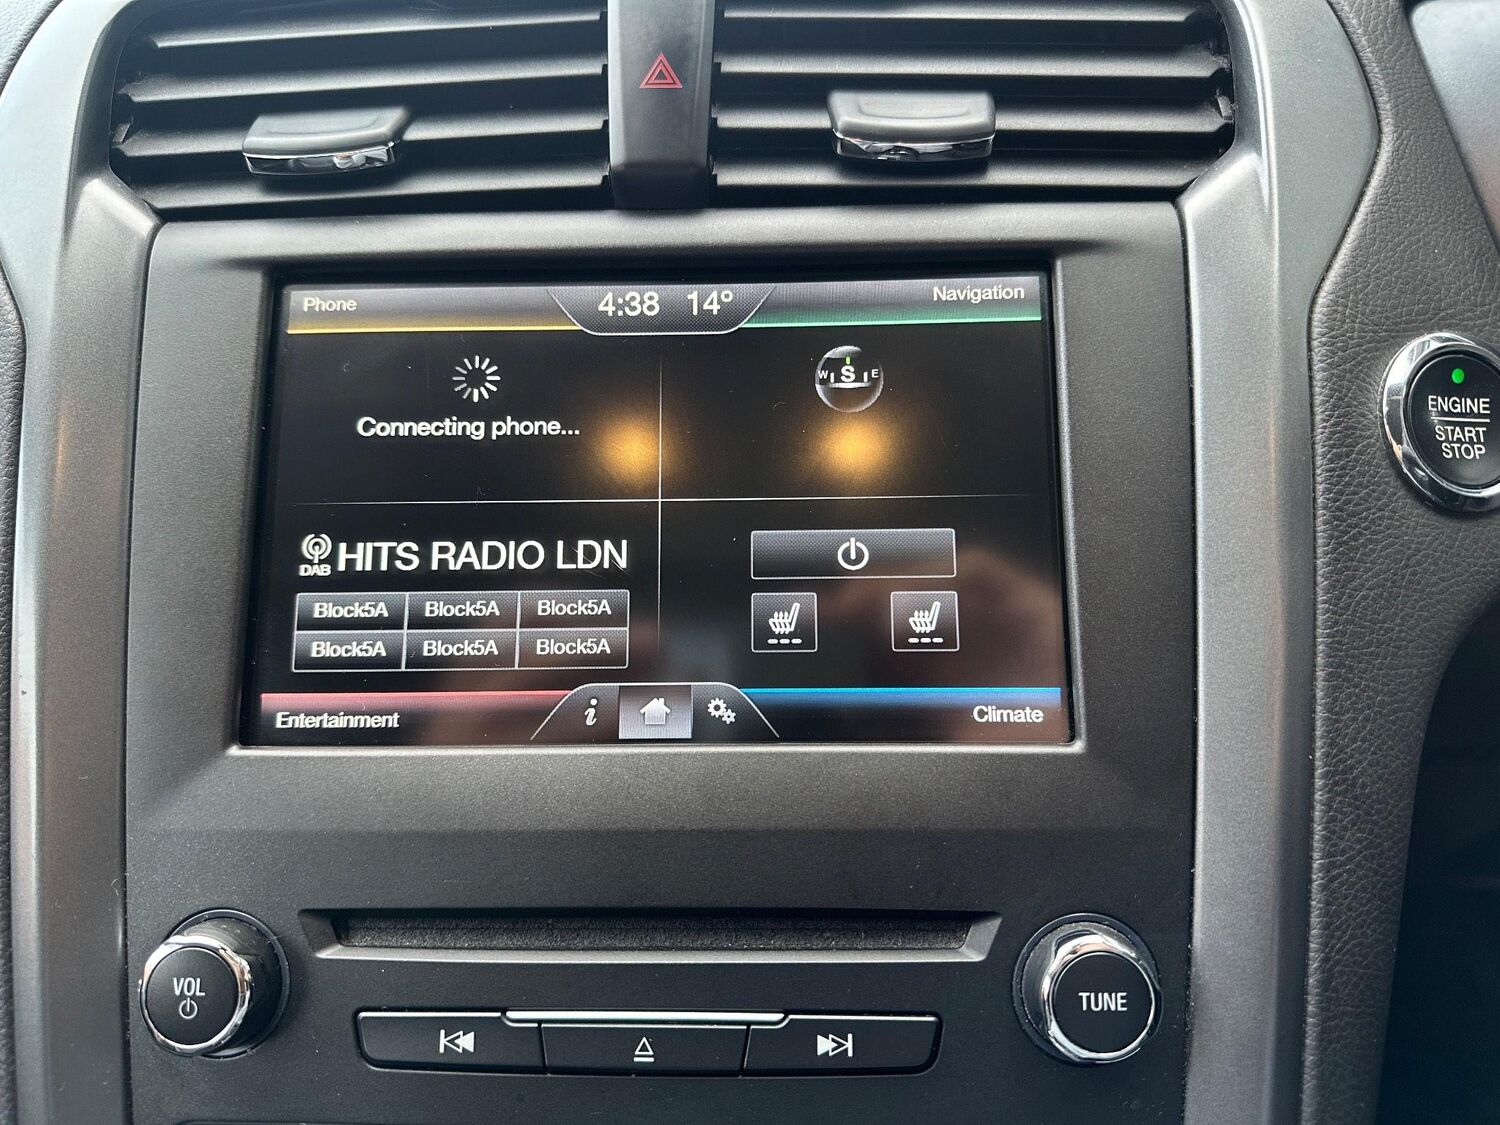 Phone
4:38 14°
Navigation
Connecting phone...
W S E
DAB
HITS RADIO LDN
Block5A Block5A Block5A
Block5A Block5A Block5A
Entertainment
i
Climate
ENGINE
START
STOP
VOL
TUNE